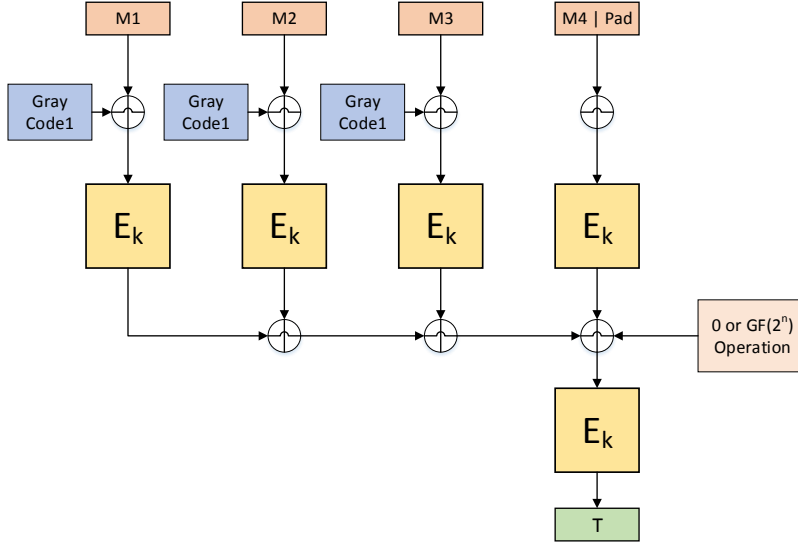 M1
M2
M3
M4 | Pad
Gray
Code1
Gray
Code1
Gray
Code1
Eₖ
Eₖ
Eₖ
Eₖ
0 or GF(2ⁿ)
Operation
Eₖ
T